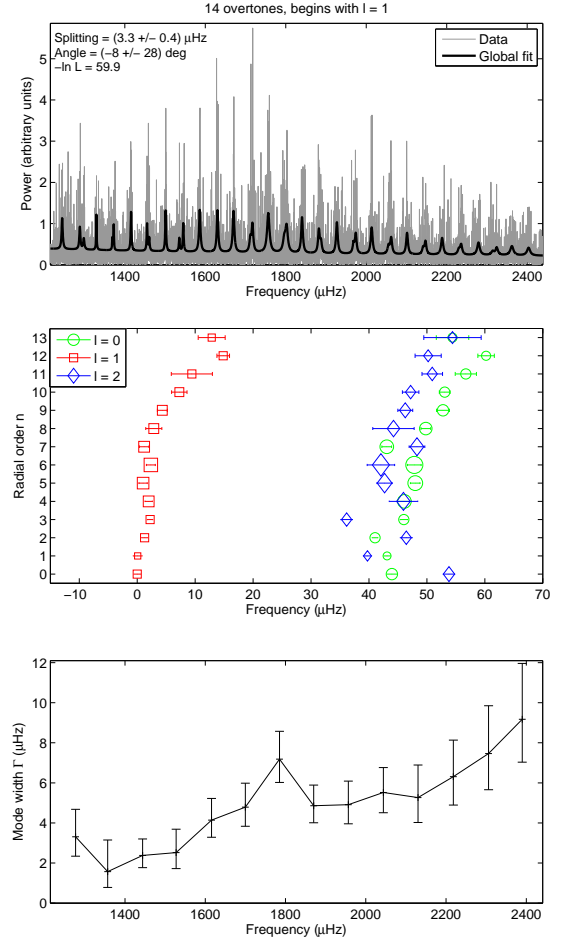 14 overtones, begins with l = 1
Splitting = (3.3 +/- 0.4) μHz
Angle = (-8 +/- 28) deg
-ln L = 59.9
Data
Global fit
Power (arbitrary units)
5
4
3
2
1
0
1400 1600 1800 2000 2200 2400
Frequency (μHz)
l = 0
l = 1
l = 2
Radial order n
13
12
11
10
9
8
7
6
5
4
3
2
1
0
-10 0 10 20 30 40 50 60 70
Frequency (μHz)
Mode width Γ (μHz)
12
10
8
6
4
2
0
1400 1600 1800 2000 2200 2400
Frequency (μHz)